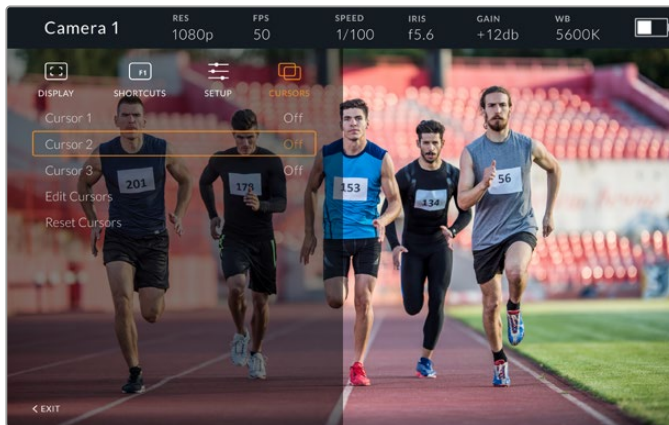 Camera 1
RES
1080p
FPS
50
SPEED
1/100
IRIS
f5.6
GAIN
+12db
WB
5600K
DISPLAY
F1
SHORTCUTS
SETUP
CURSORS
Cursor 1 Off
Cursor 2 Off
Cursor 3 Off
Edit Cursors
Reset Cursors
201
178
153
134
56
< EXIT